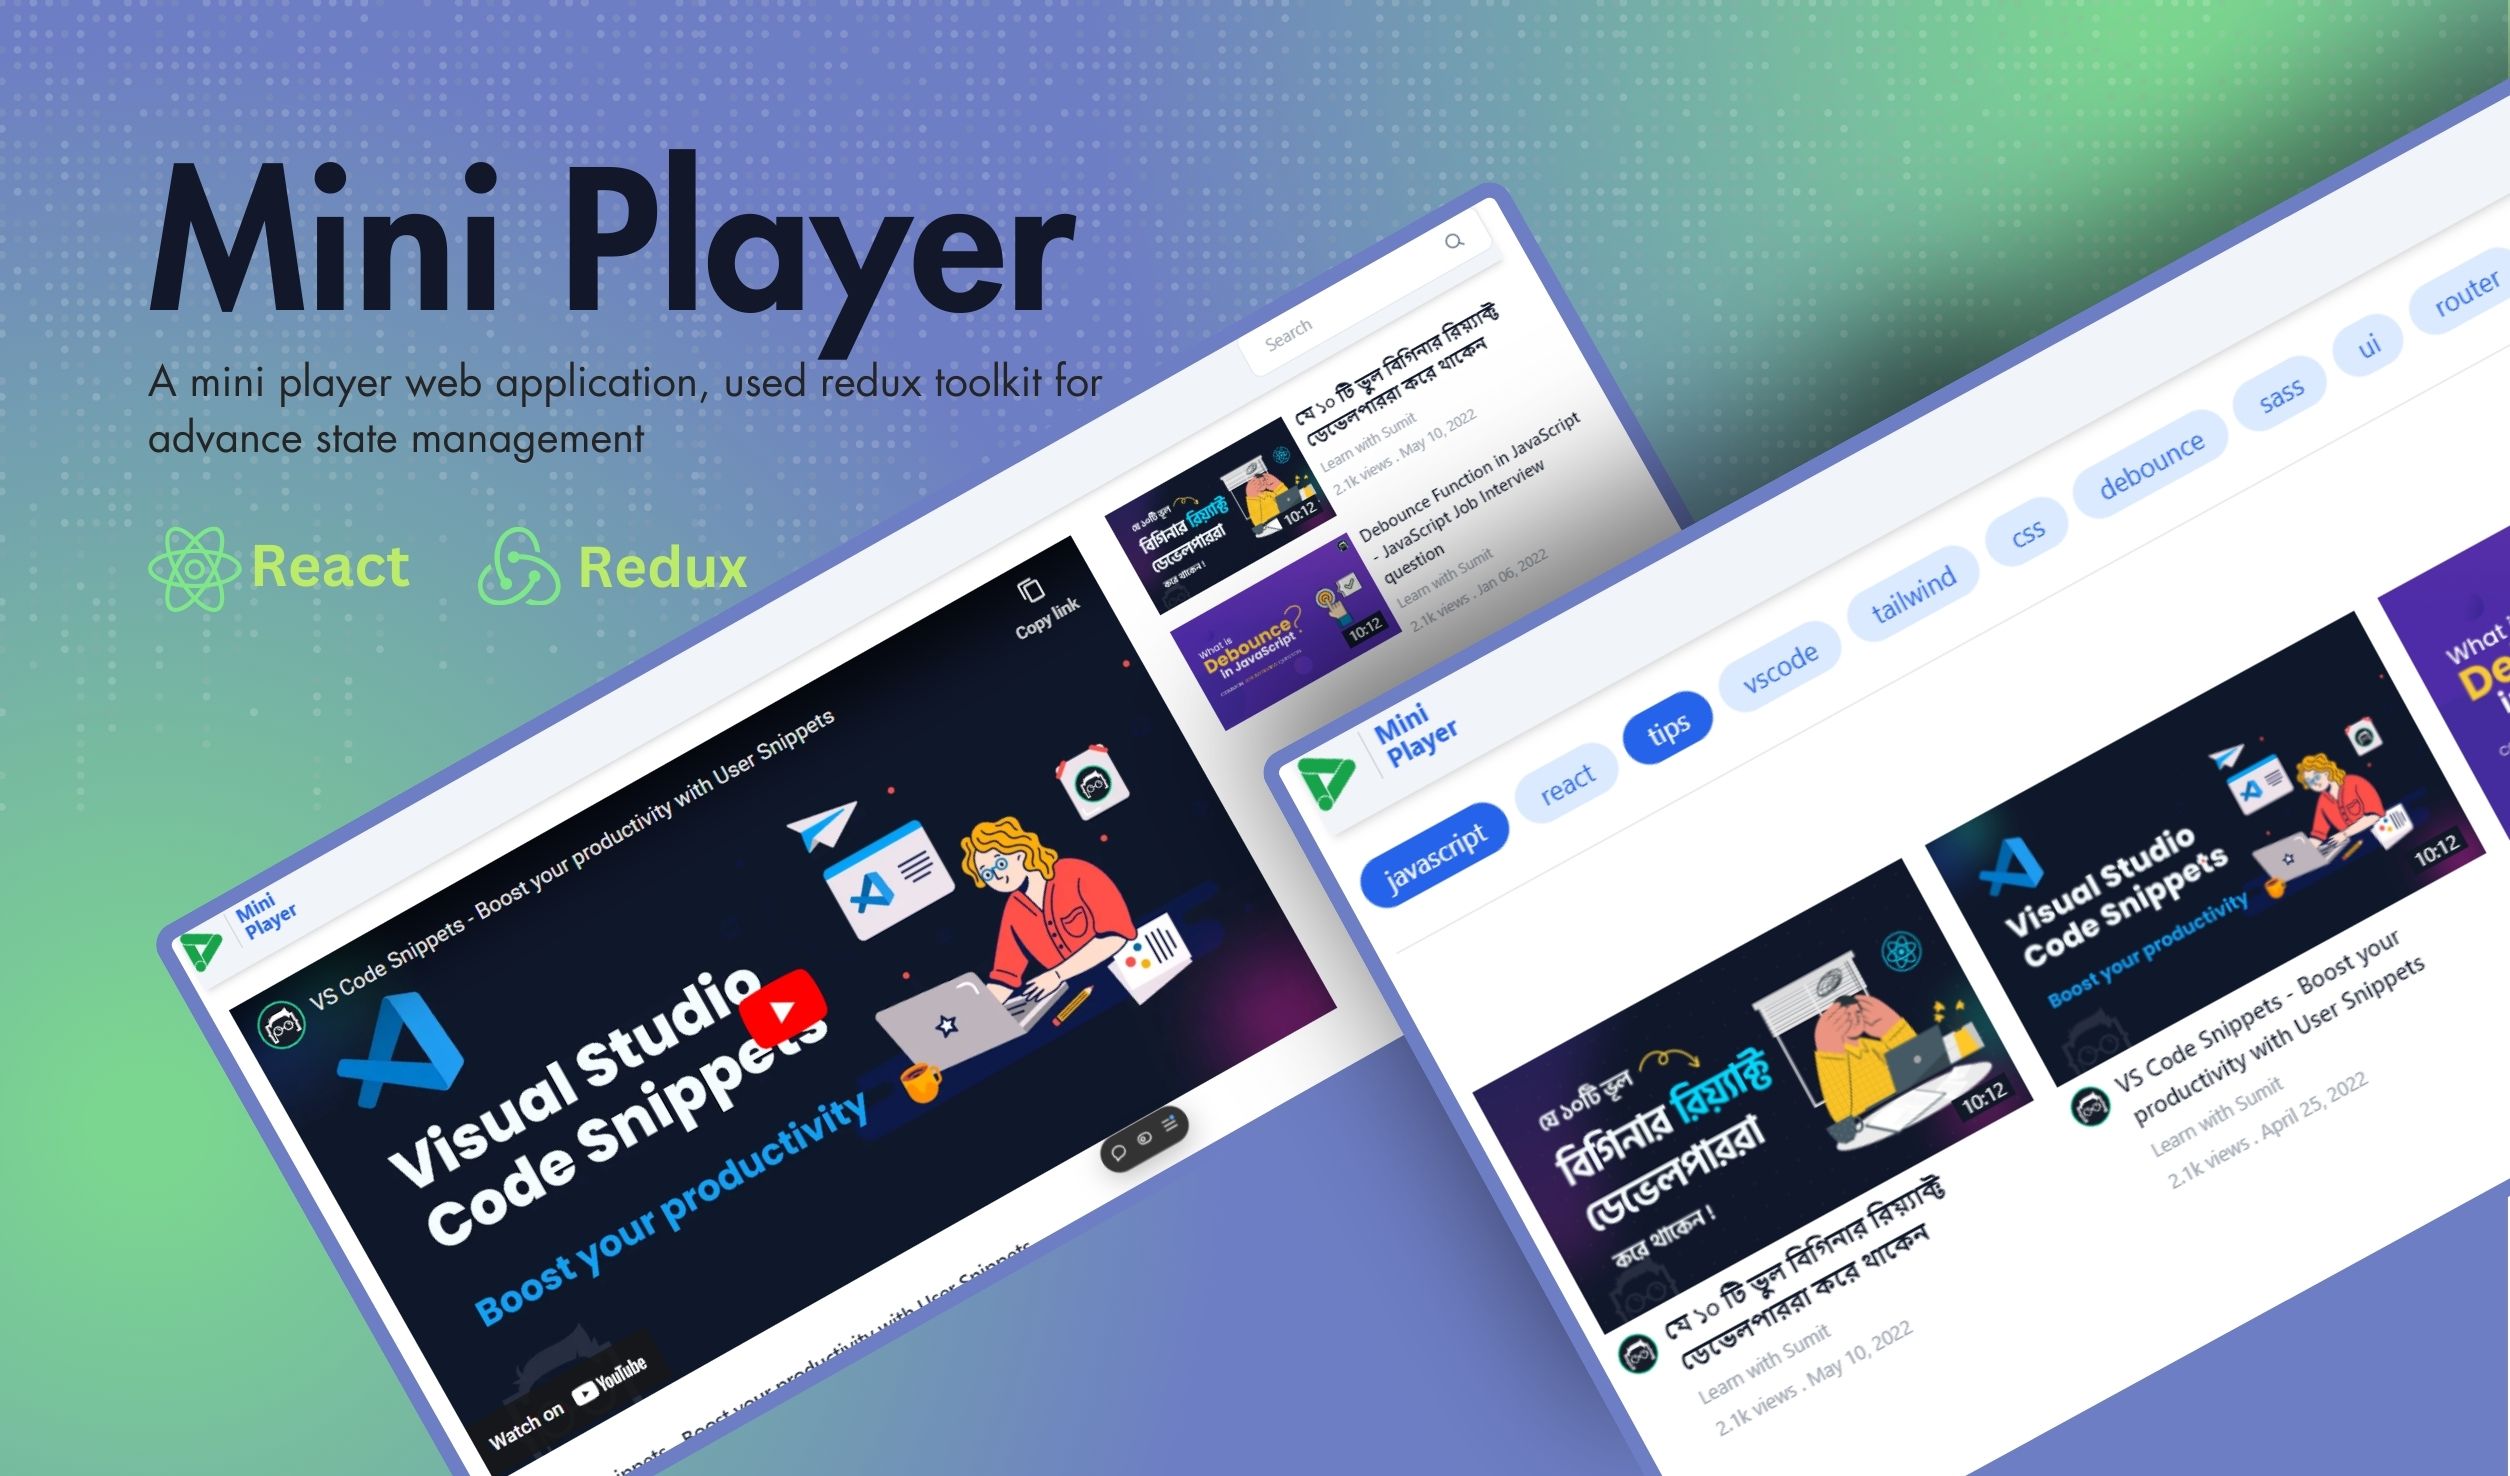 Mini Player
A mini player web application, used redux toolkit for
advance state management
React
Redux
Mini
Player
Search
VS Code Snippets - Boost your productivity with User Snippets
Copy link
Visual Studio
Code Snippets
Boost your productivity
Watch on YouTube
ippets - Boost your productivity with User Snippets
যে ১০টি ভুল
বিগিনার রিয়্যাক্ট
ডেভেলপাররা
করে থাকেন !
10:12
যে ১০ টি ভুল বিগিনার রিয়্যাক্ট
ডেভেলপাররা করে থাকেন
Learn with Sumit
2.1k views . May 10, 2022
What is
Debounce?
in JavaScript
10:12
Debounce Function in JavaScript
- JavaScript Job Interview
question
Learn with Sumit
2.1k views . Jan 06, 2022
Mini
Player
javascript
react
tips
vscode
tailwind
css
debounce
sass
ui
router
যে ১০টি ভুল
বিগিনার রিয়্যাক্ট
ডেভেলপাররা
করে থাকেন !
10:12
যে ১০ টি ভুল বিগিনার রিয়্যাক্ট
ডেভেলপাররা করে থাকেন
Learn with Sumit
2.1k views . May 10, 2022
Visual Studio
Code Snippets
Boost your productivity
10:12
VS Code Snippets - Boost your
productivity with User Snippets
Learn with Sumit
2.1k views . April 25, 2022
What
De